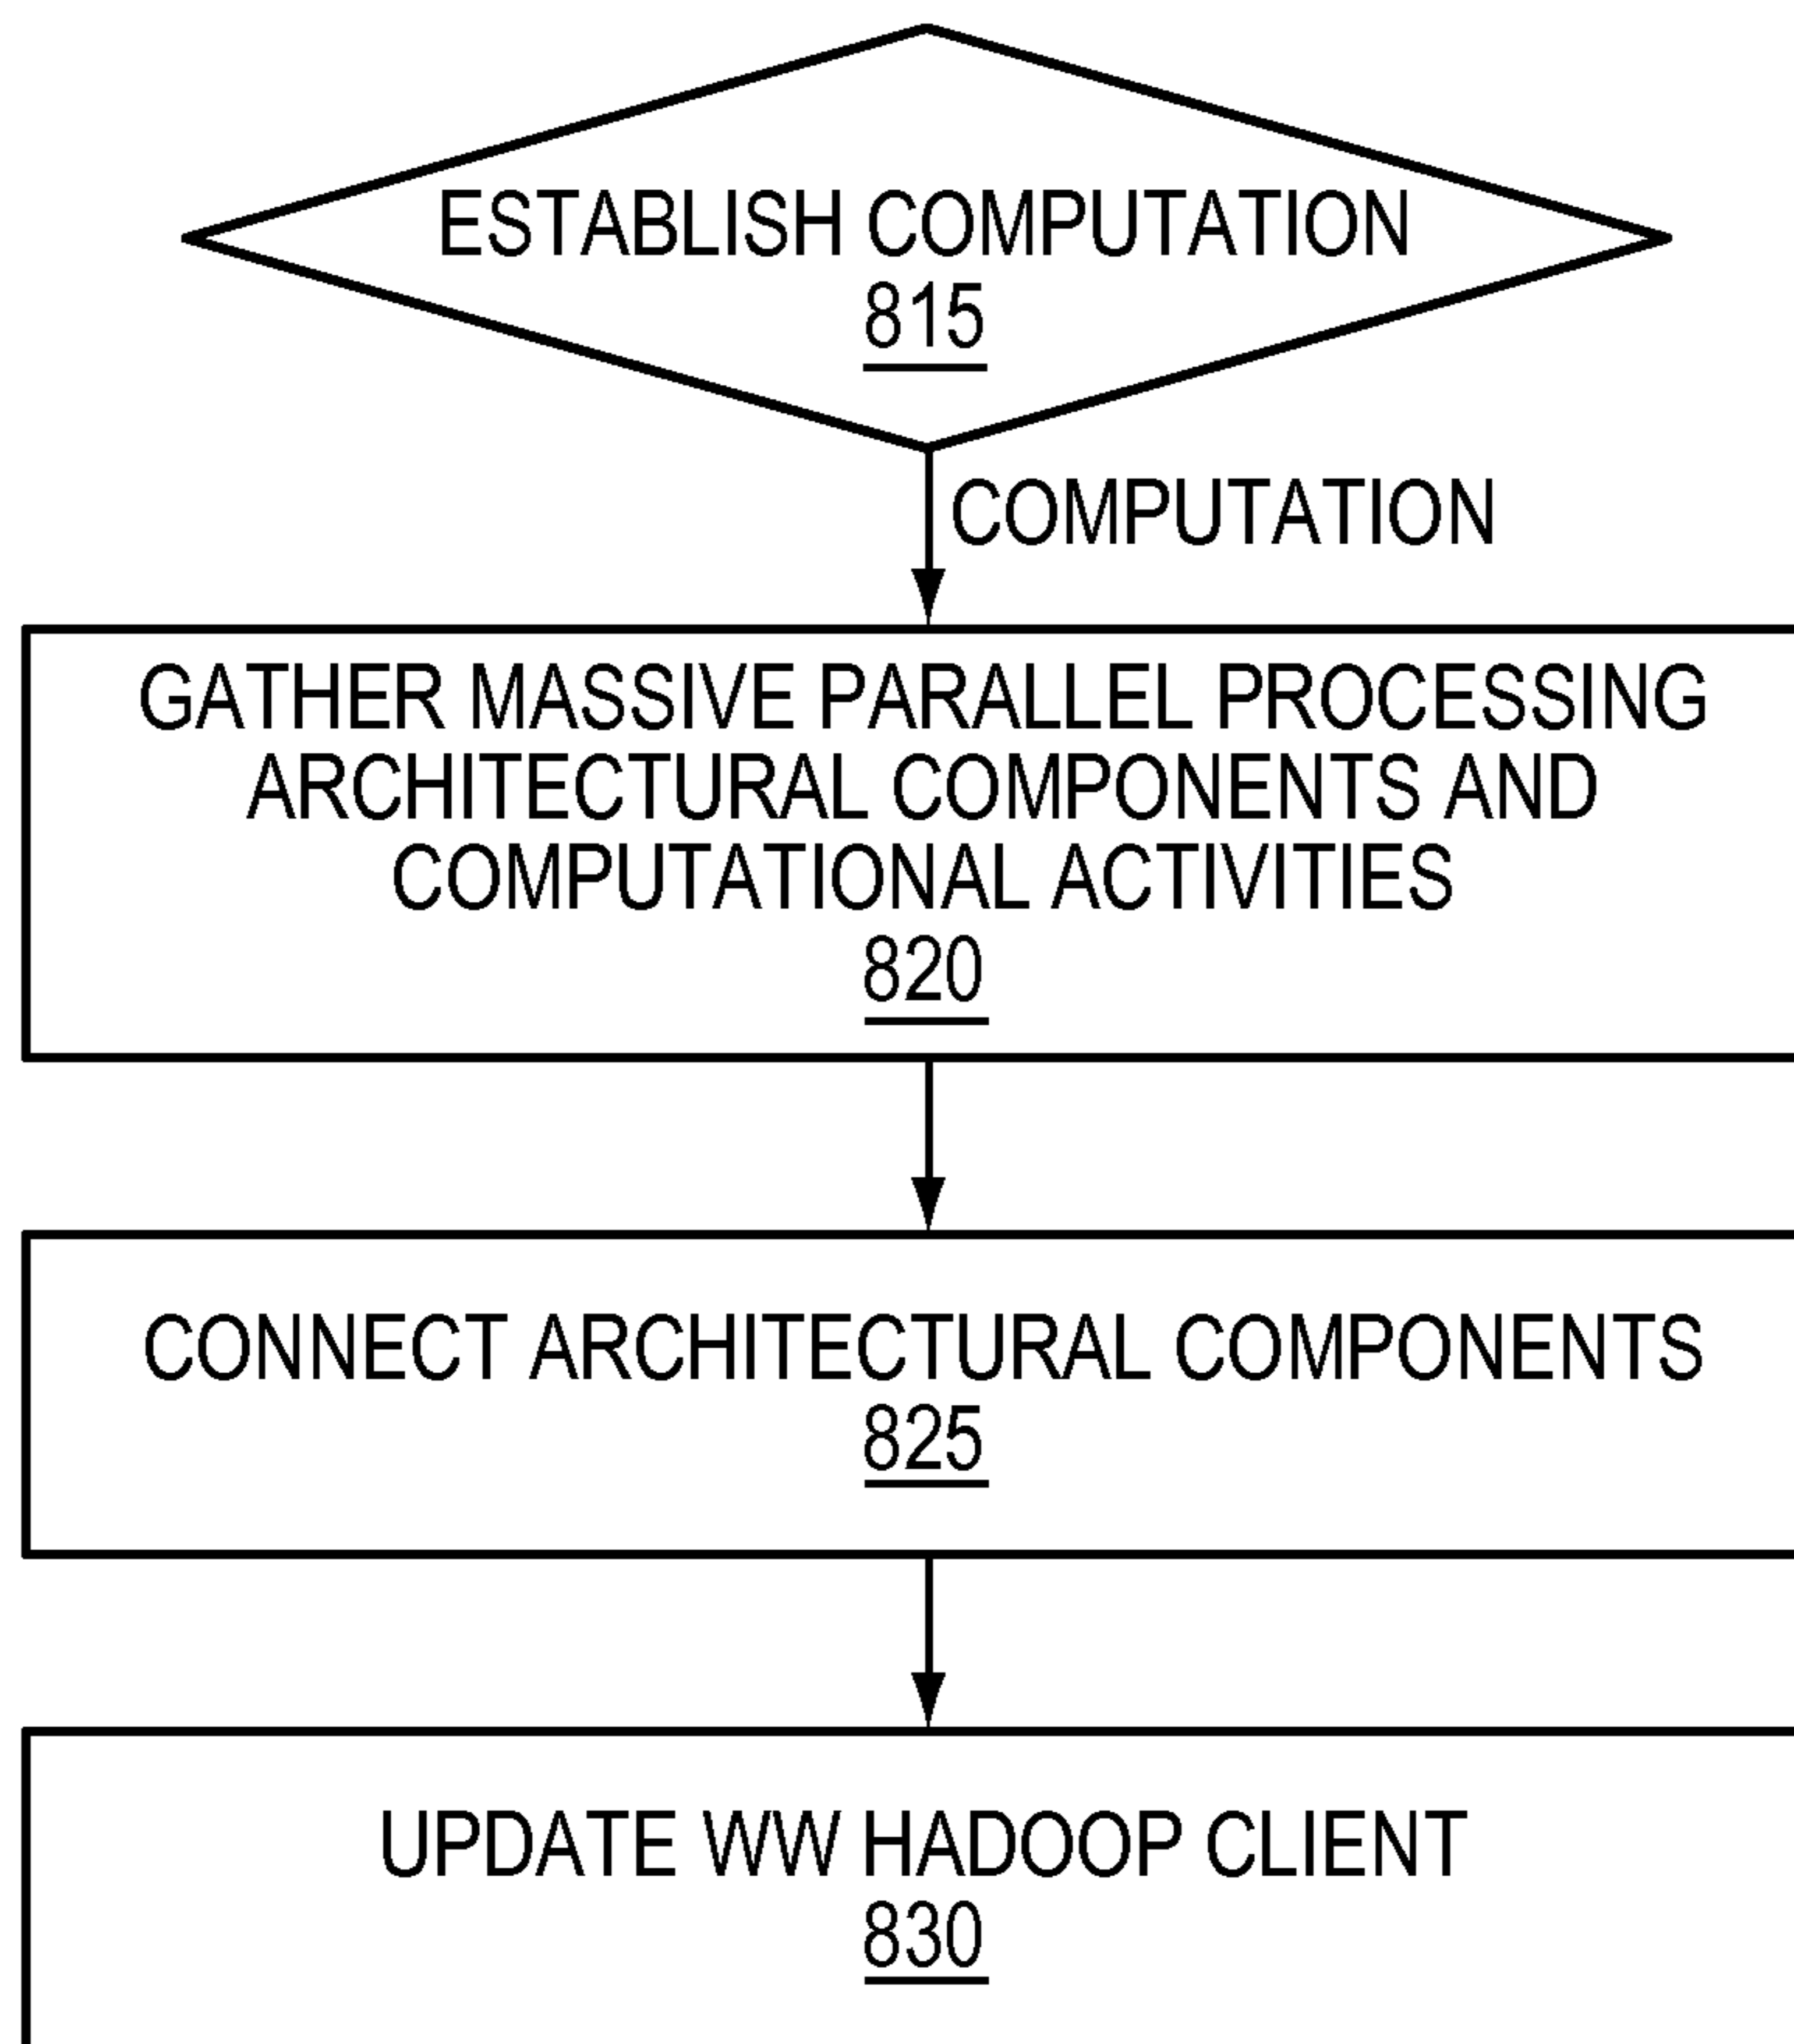 ESTABLISH COMPUTATION
815
COMPUTATION
GATHER MASSIVE PARALLEL PROCESSING
ARCHITECTURAL COMPONENTS AND
COMPUTATIONAL ACTIVITIES
820
CONNECT ARCHITECTURAL COMPONENTS
825
UPDATE WW HADOOP CLIENT
830